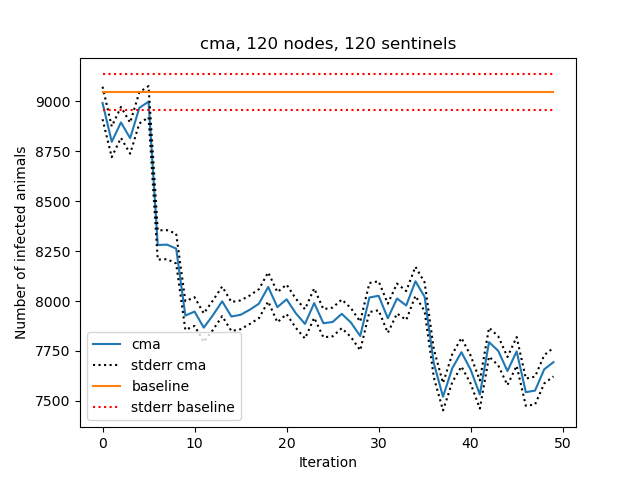 cma, 120 nodes, 120 sentinels
Number of infected animals
9000
8750
8500
8250
8000
7750
7500
cma
stderr cma
baseline
stderr baseline
0 10 20 30 40 50
Iteration